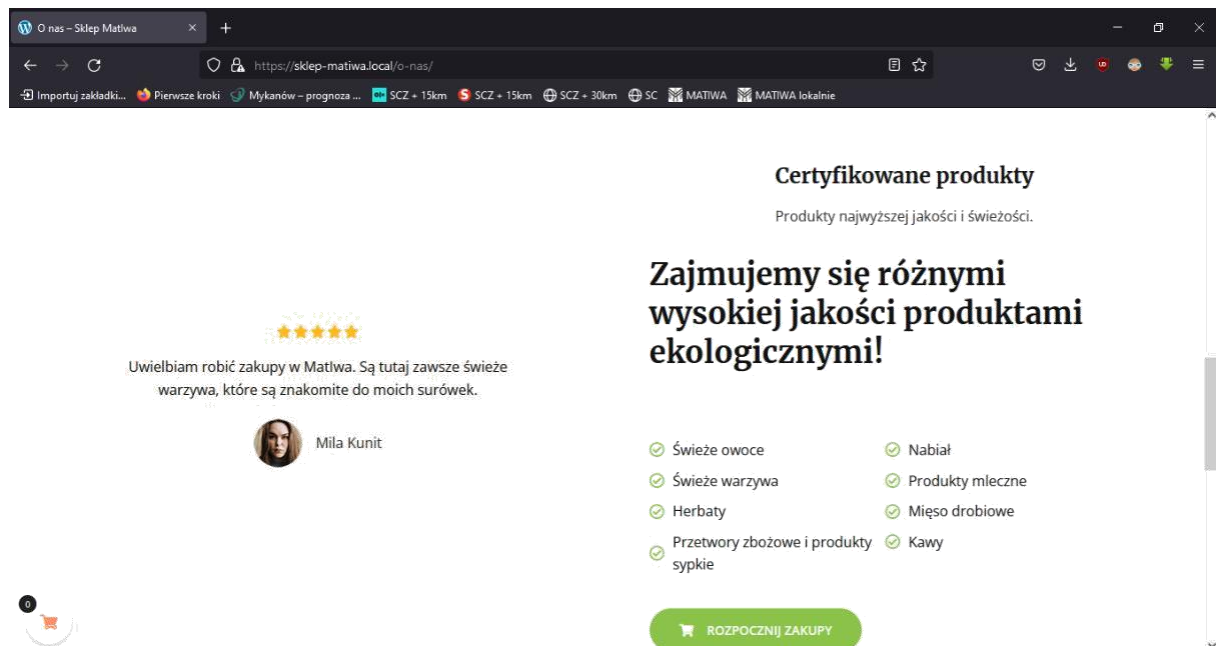 O nas – Sklep MatIwa
https://sklep-matiwa.local/o-nas/
Importuj zakładki... Pierwsze kroki Mykanów – prognoza ... SCZ + 15km SCZ + 15km SCZ + 30km SC MATIWA MATIWA lokalnie
Certyfikowane produkty
Produkty najwyższej jakości i świeżości.
Zajmujemy się różnymi
wysokiej jakości produktami
ekologicznymi!
Uwielbiam robić zakupy w MatIwa. Są tutaj zawsze świeże
warzywa, które są znakomite do moich surówek.
Mila Kunit
Świeże owoce
Świeże warzywa
Herbaty
Przetwory zbożowe i produkty
sypkie
Nabiał
Produkty mleczne
Mięso drobiowe
Kawy
0
ROZPOCZNIJ ZAKUPY